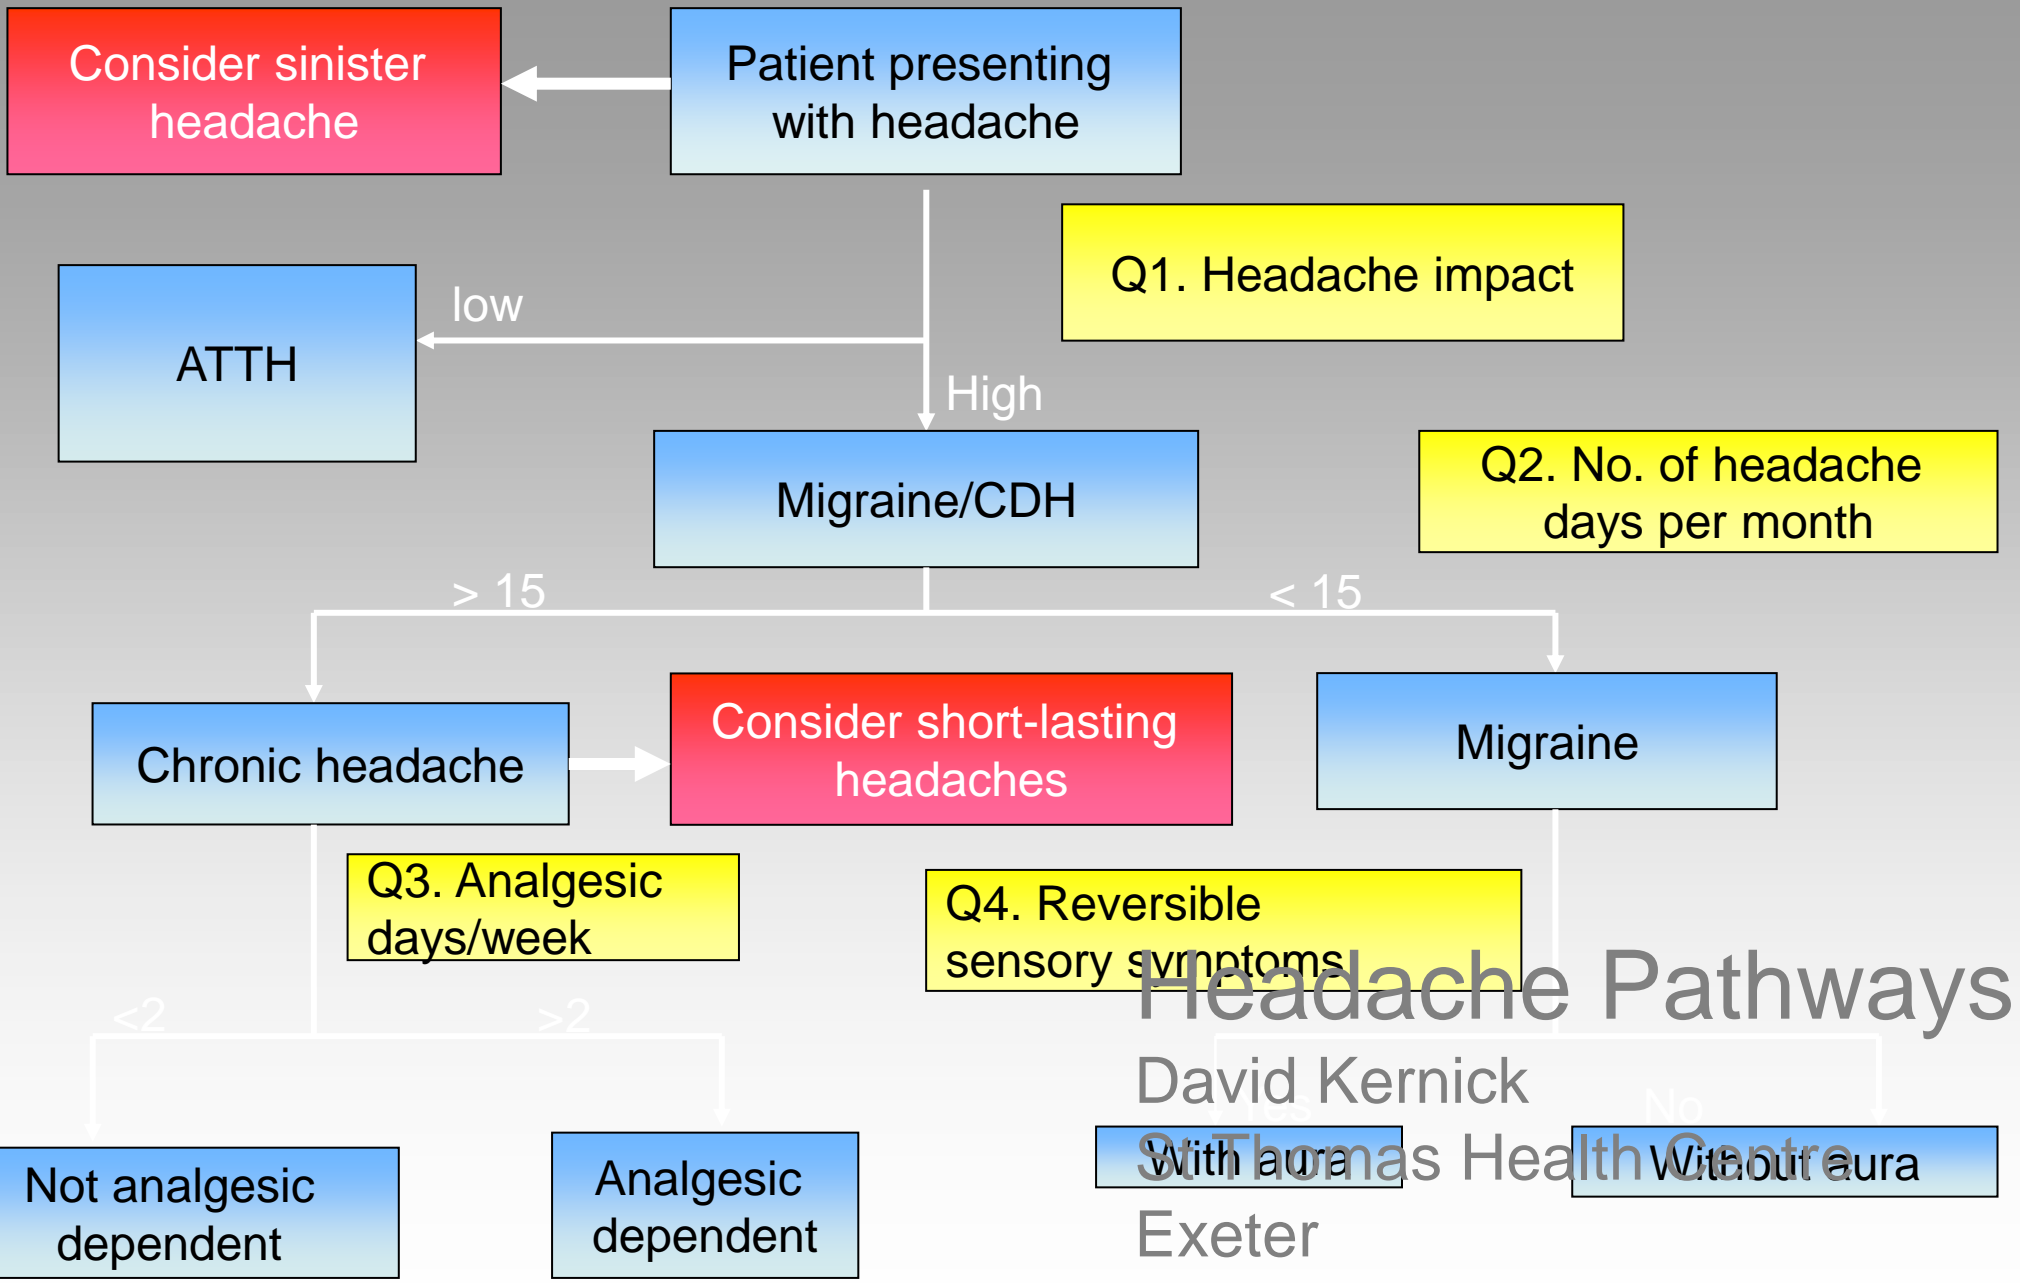 Consider sinister
headache
Patient presenting
with headache
Q1. Headache impact
low
ATTH
High
Migraine/CDH
Q2. No. of headache
days per month
> 15
< 15
Chronic headache
Consider short-lasting
headaches
Migraine
Q3. Analgesic
days/week
Q4. Reversible
sensory symptoms
Headache Pathways
<2
>2
David Kernick
Yes
No
St Thomas Health Centre
With aura
Without aura
Not analgesic
dependent
Analgesic
dependent
Exeter